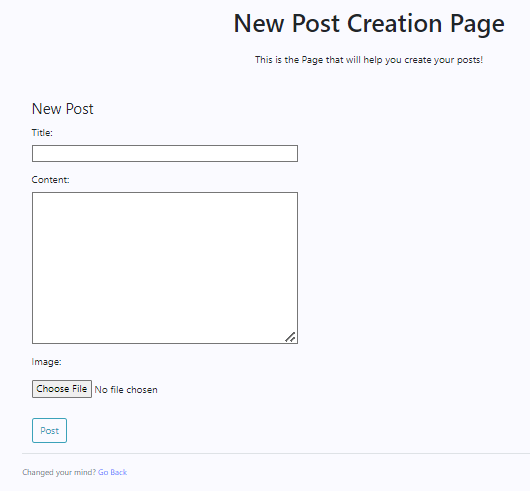 New Post Creation Page
This is the Page that will help you create your posts!
New Post
Title:
Content:
Image:
Choose File No file chosen
Post
Changed your mind? Go Back